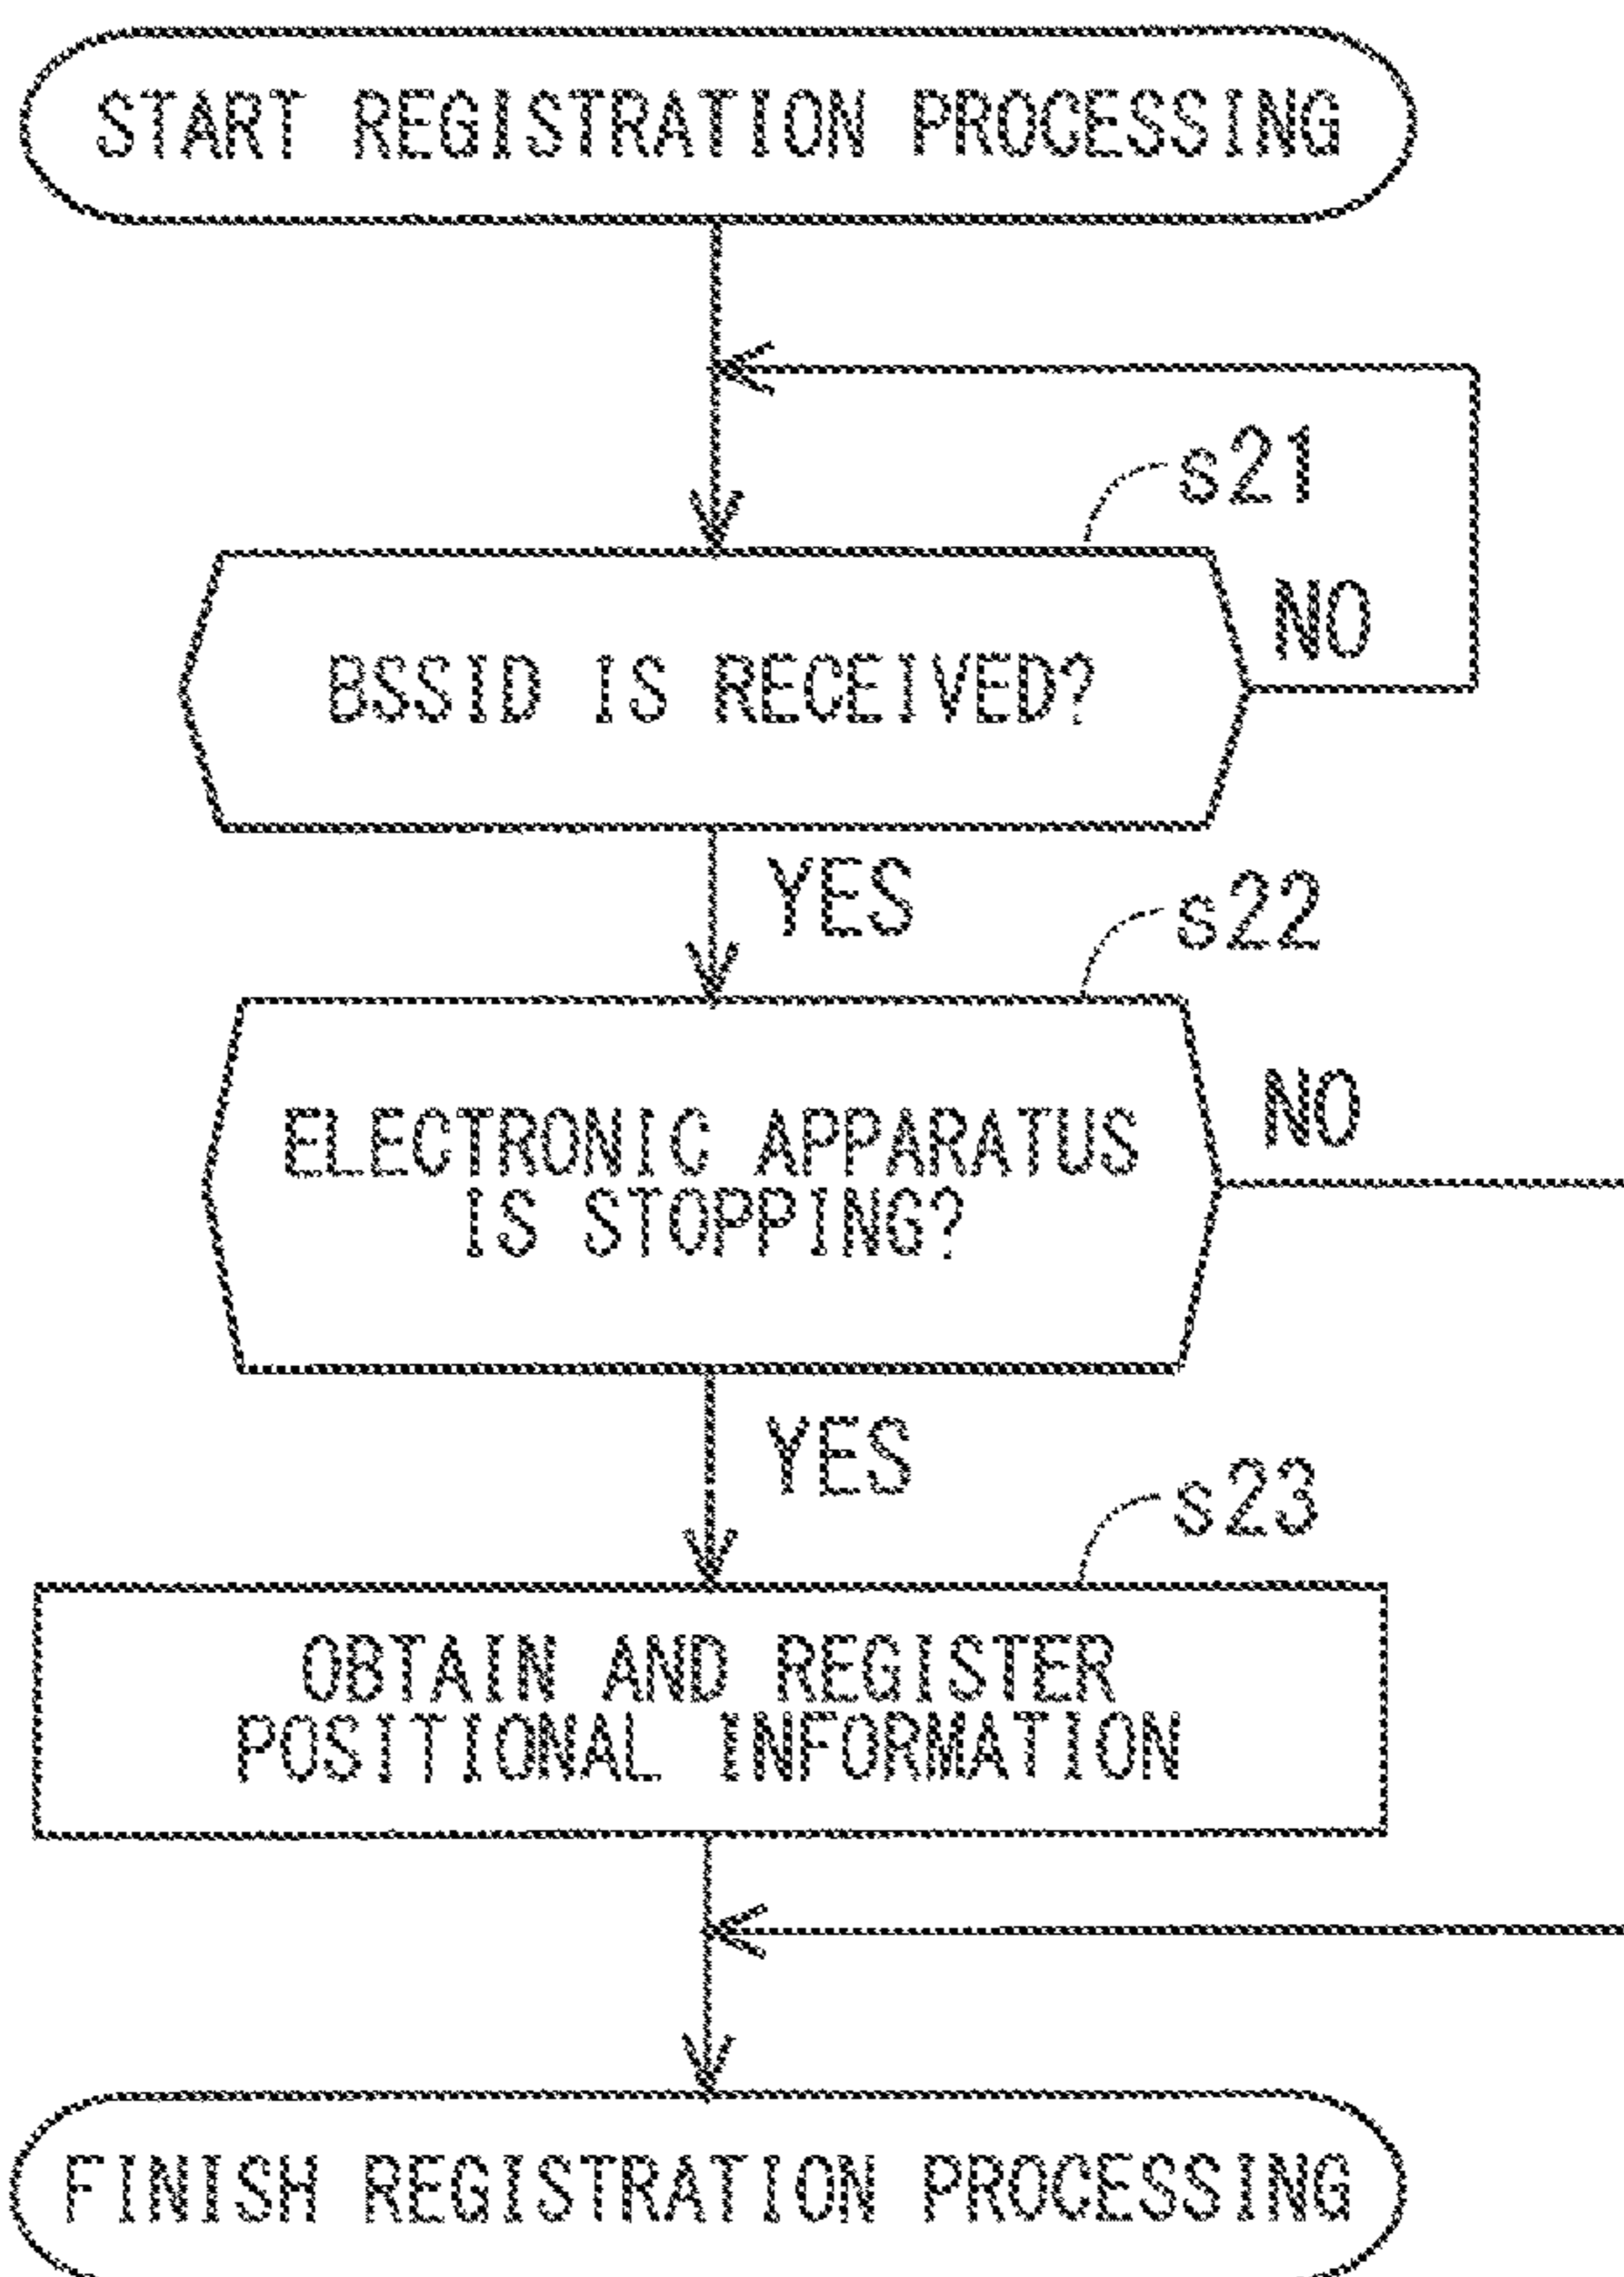 START REGISTRATION PROCESSING
s21
NO
BSSID IS RECEIVED?
YES
s22
NO
ELECTRONIC APPARATUS
IS STOPPING?
YES
s23
OBTAIN AND REGISTER
POSITIONAL INFORMATION
FINISH REGISTRATION PROCESSING